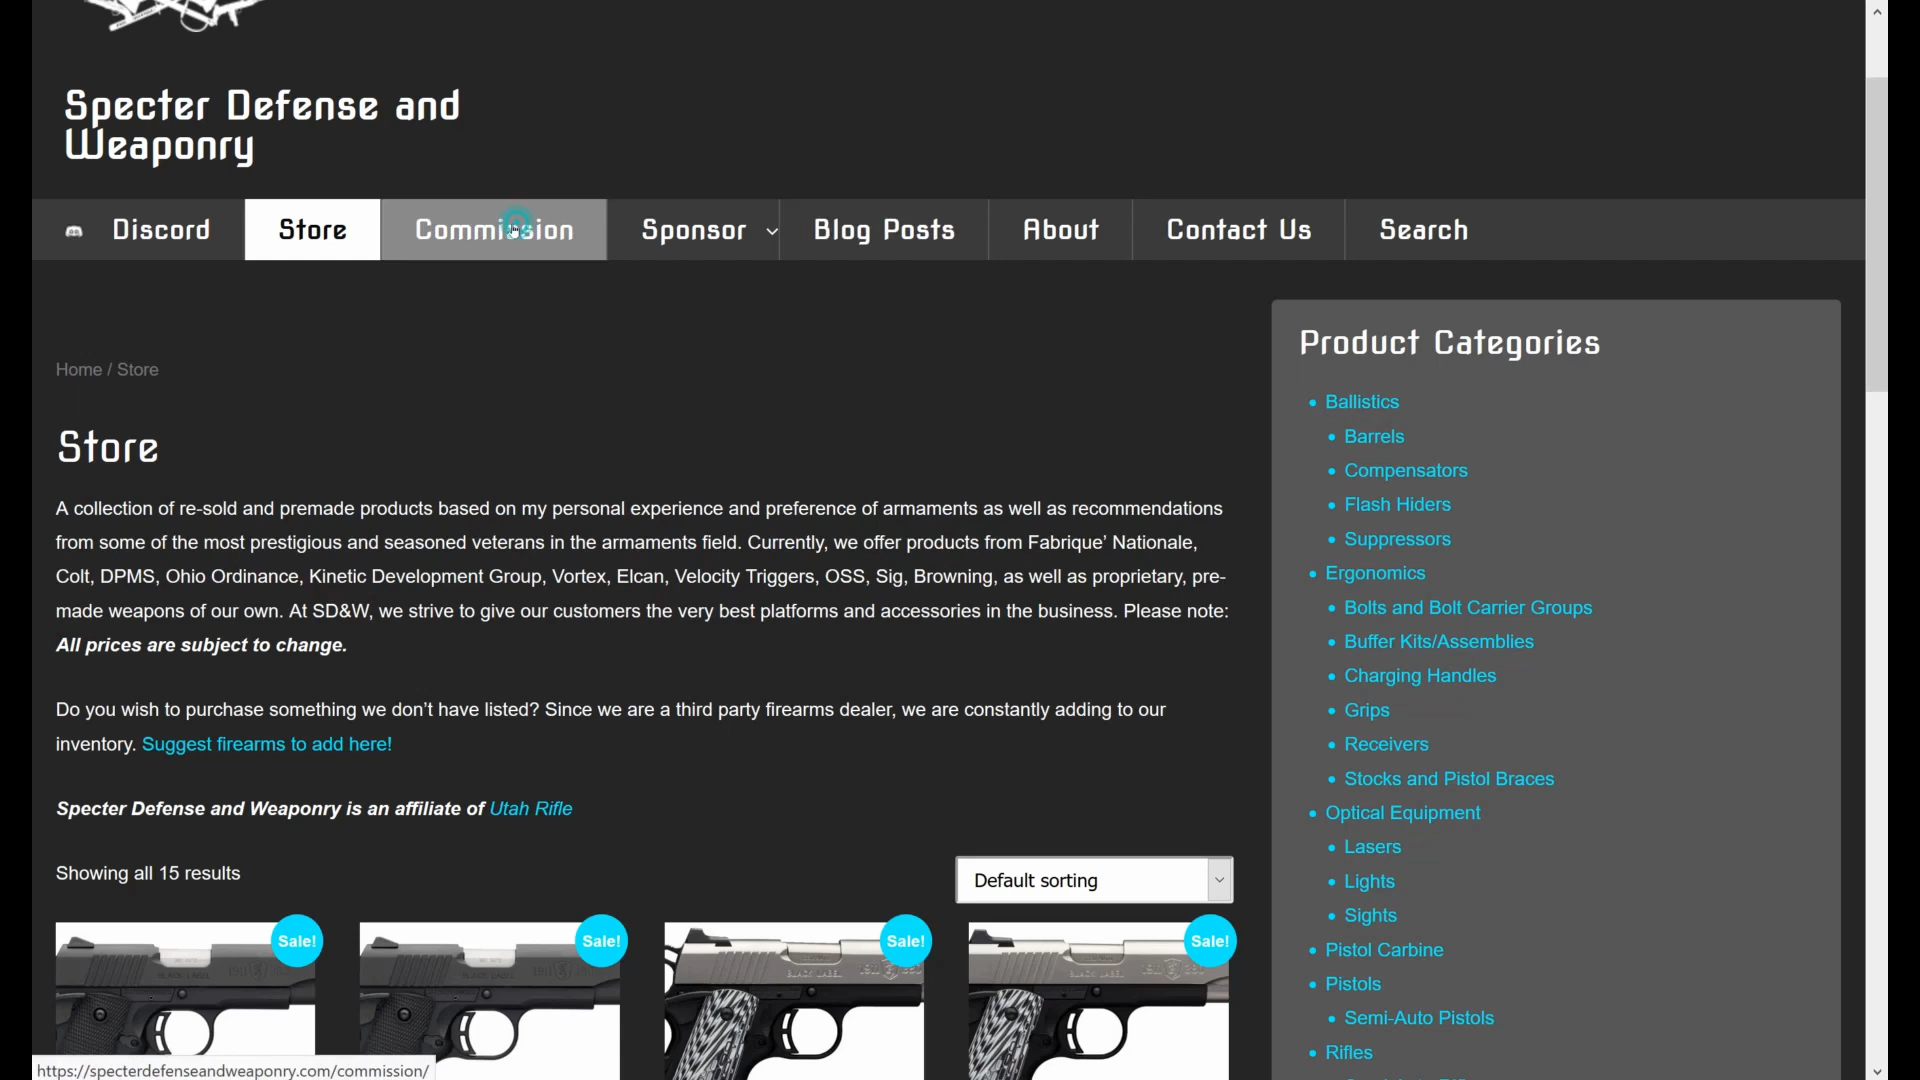 Specter Defense and
Weaponry
Discord
Store
Commission
Sponsor
Blog Posts
About
Contact Us
Search
Home / Store
Store
A collection of re-sold and premade products based on my personal experience and preference of armaments as well as recommendations
from some of the most prestigious and seasoned veterans in the armaments field. Currently, we offer products from Fabrique’ Nationale,
Colt, DPMS, Ohio Ordinance, Kinetic Development Group, Vortex, Elcan, Velocity Triggers, OSS, Sig, Browning, as well as proprietary, pre-
made weapons of our own. At SD&W, we strive to give our customers the very best platforms and accessories in the business. Please note:
All prices are subject to change.
Do you wish to purchase something we don’t have listed? Since we are a third party firearms dealer, we are constantly adding to our
inventory. Suggest firearms to add here!
Specter Defense and Weaponry is an affiliate of Utah Rifle
Showing all 15 results
Default sorting
Sale!
Sale!
Sale!
Sale!
BLACK LABEL
BLACK LABEL
BLACK LABEL
BLACK LABEL
Product Categories
Ballistics
Barrels
Compensators
Flash Hiders
Suppressors
Ergonomics
Bolts and Bolt Carrier Groups
Buffer Kits/Assemblies
Charging Handles
Grips
Receivers
Stocks and Pistol Braces
Optical Equipment
Lasers
Lights
Sights
Pistol Carbine
Pistols
Semi-Auto Pistols
Rifles
https://specterdefenseandweaponry.com/commission/